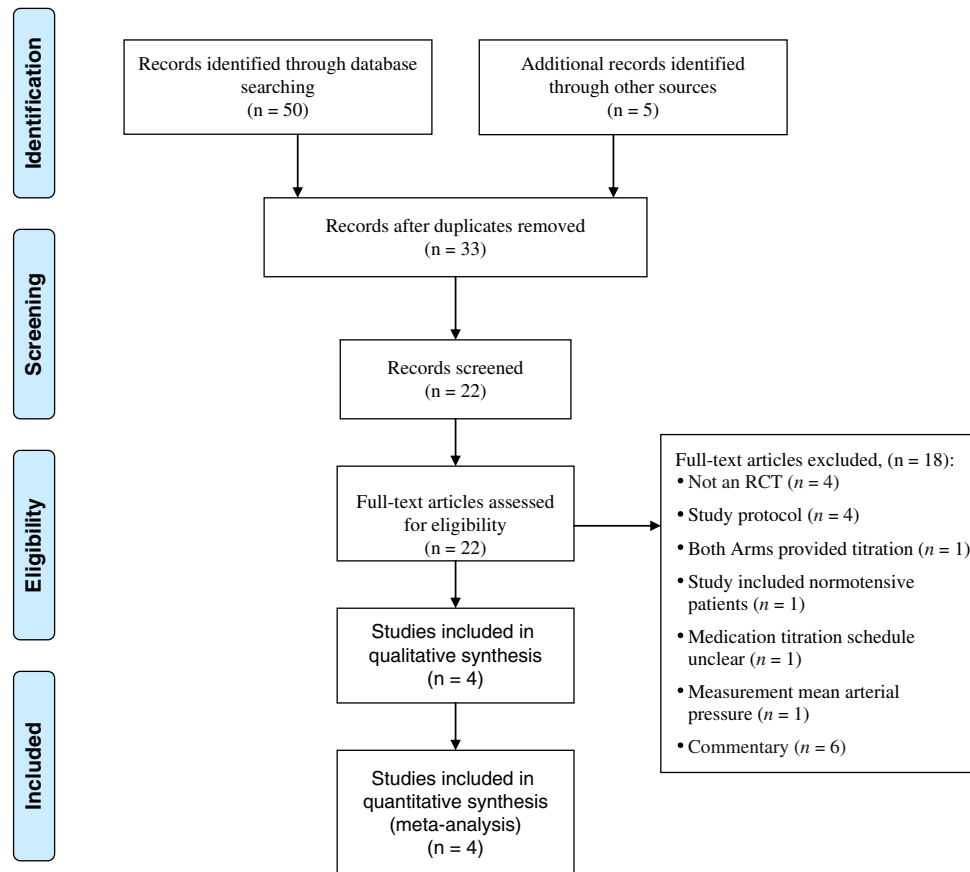 Identification
Records identified through database
searching
(n = 50)
Additional records identified
through other sources
(n = 5)
Records after duplicates removed
(n = 33)
Screening
Records screened
(n = 22)
Eligibility
Full-text articles assessed
for eligibility
(n = 22)
Full-text articles excluded, (n = 18):
• Not an RCT (n = 4)
• Study protocol (n = 4)
• Both Arms provided titration (n = 1)
• Study included normotensive
patients (n = 1)
• Medication titration schedule
unclear (n = 1)
• Measurement mean arterial
pressure (n = 1)
• Commentary (n = 6)
Studies included in
qualitative synthesis
(n = 4)
Included
Studies included in
quantitative synthesis
(meta-analysis)
(n = 4)